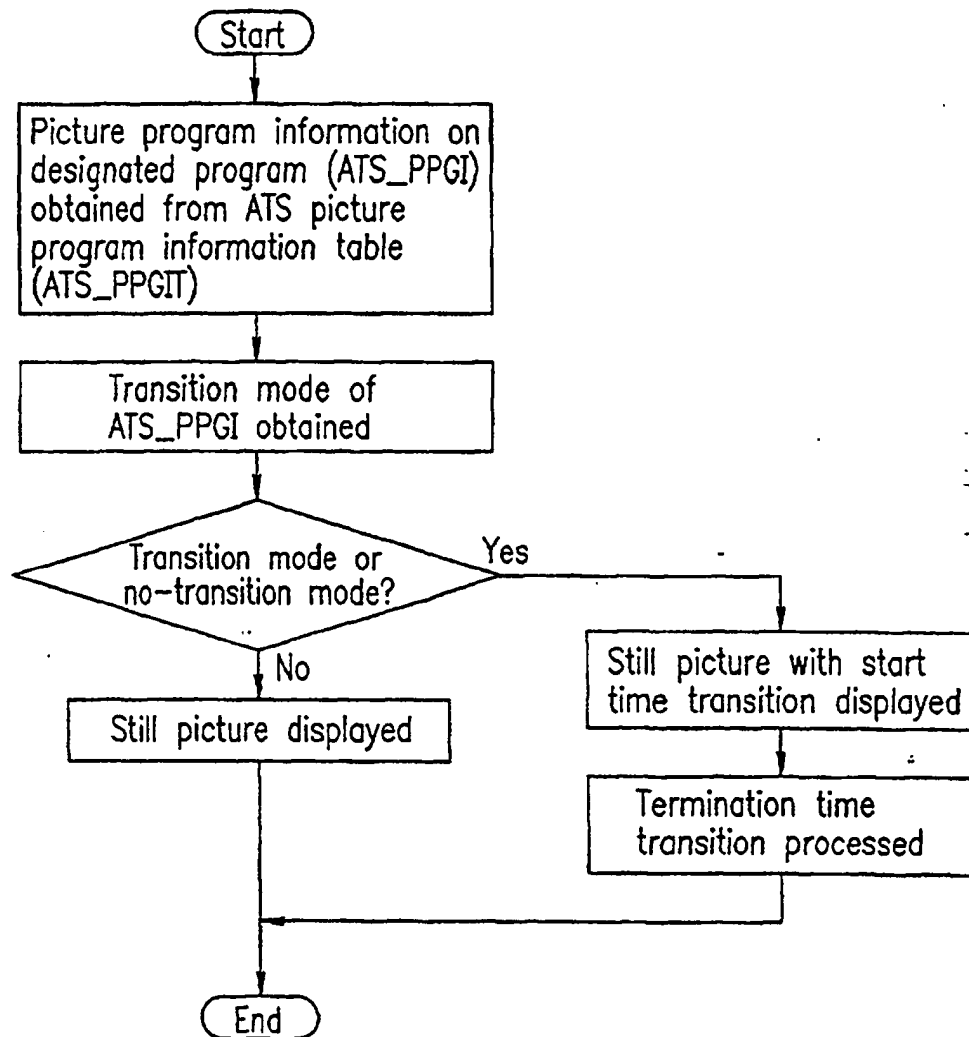 Start
Picture program information on
designated program (ATS_PPGI)
obtained from ATS picture
program information table
(ATS_PPGIT)
Transition mode of
ATS_PPGI obtained
Transition mode or
no-transition mode?
Yes
No
Still picture with start
time transition displayed
Still picture displayed
Termination time
transition processed
End